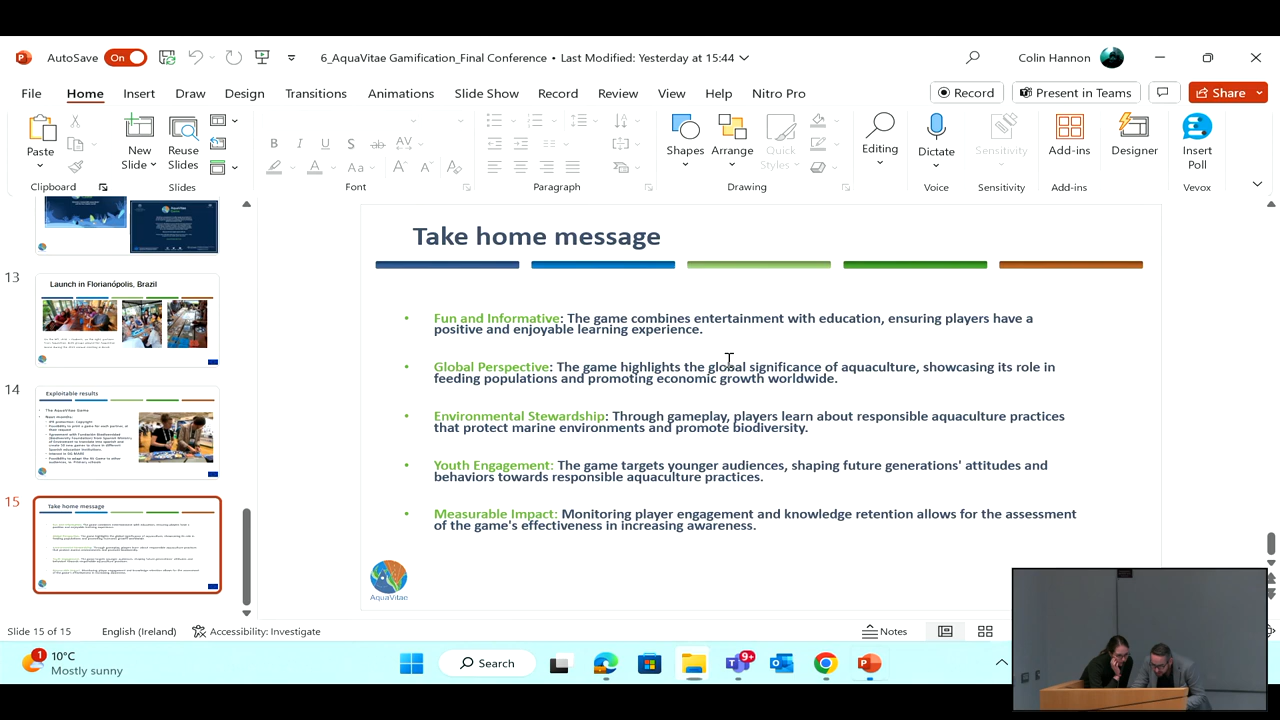 AutoSave On
6_AquaVitae Gamification_Final Conference • Last Modified: Yesterday at 15:44
Colin Hannon
File Home Insert Draw Design Transitions Animations Slide Show Record Review View Help Nitro Pro
Record Present in Teams Share
Paste
New Slide
Reuse Slides
Shapes
Arrange
Quick Styles
Editing
Dictate
Sensitivity
Add-ins
Designer
Insert Poll
Clipboard Slides Font Paragraph Drawing Voice Sensitivity Add-ins Vevox
13
Launch in Florianópolis, Brazil
14
Exploitable results
The AquaVitae Game
15
Take home message
Take home message
• Fun and Informative: The game combines entertainment with education, ensuring players have a
positive and enjoyable learning experience.
• Global Perspective: The game highlights the global significance of aquaculture, showcasing its role in
feeding populations and promoting economic growth worldwide.
• Environmental Stewardship: Through gameplay, players learn about responsible aquaculture practices
that protect marine environments and promote biodiversity.
• Youth Engagement: The game targets younger audiences, shaping future generations' attitudes and
behaviors towards responsible aquaculture practices.
• Measurable Impact: Monitoring player engagement and knowledge retention allows for the assessment
of the game's effectiveness in increasing awareness.
AquaVitae
Slide 15 of 15 English (Ireland) Accessibility: Investigate Notes
1
10°C
Mostly sunny
Search
9+